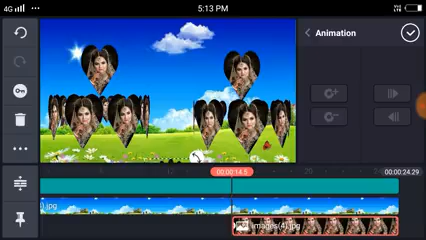 4G
5:13 PM
Animation
00:00:14.5
00:00:24.29
).jpg
images(4).jpg